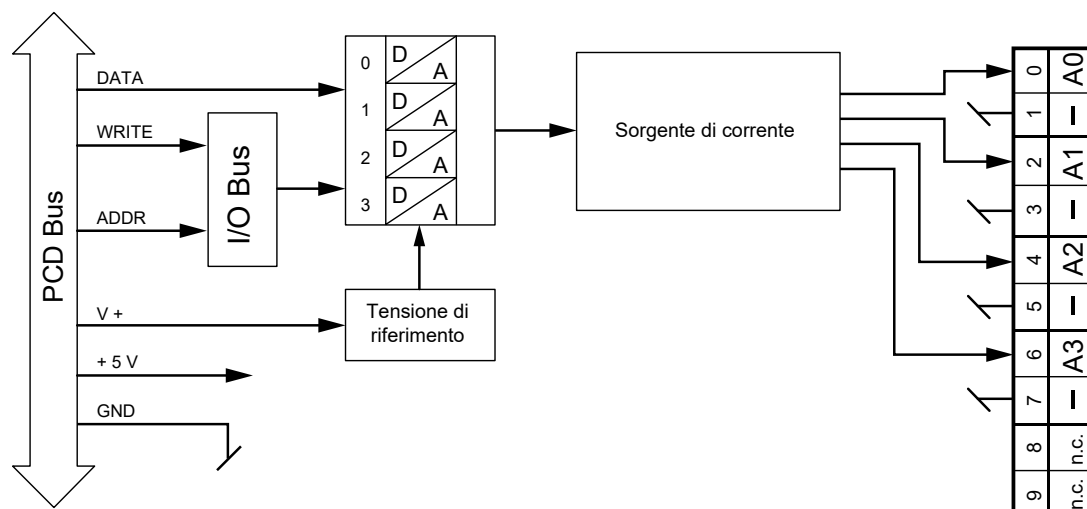 PCD Bus
DATA
WRITE
ADDR
V +
+ 5 V
GND
I/O Bus
0 D A
1 D A
2 D A
3 D A
Tensione di
riferimento
Sorgente di corrente
0 A0
1 –
2 A1
3 –
4 A2
5 –
6 A3
7 –
8 n.c.
9 n.c.